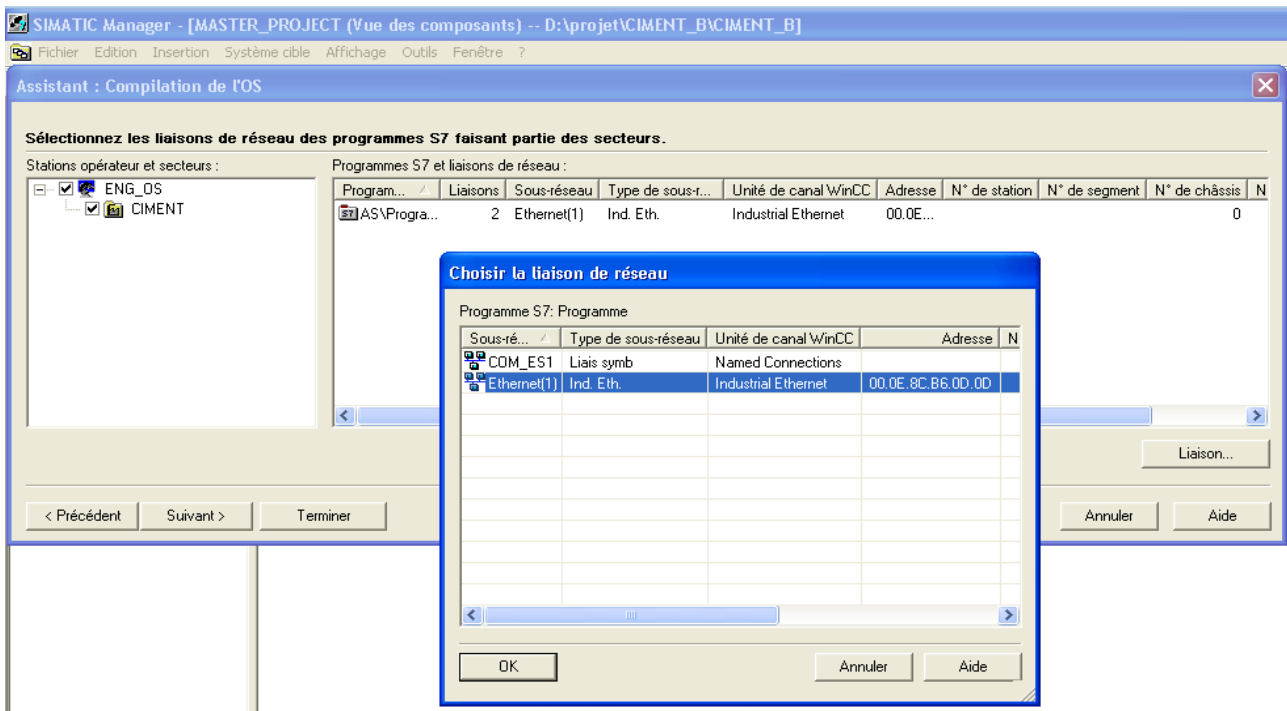 SIMATIC Manager - [MASTER_PROJECT (Vue des composants) -- D:\projet\CIMENT_B\CIMENT_B]
Fichier Edition Insertion Système cible Affichage Outils Fenêtre ?
Assistant : Compilation de l'OS
Sélectionnez les liaisons de réseau des programmes S7 faisant partie des secteurs.
Stations opérateur et secteurs : Programmes S7 et liaisons de réseau :
ENG_OS Program... Liaisons Sous-réseau Type de sous-r... Unité de canal WinCC Adresse N° de station N° de segment N° de châssis N
CIMENT AS\Progra... 2 Ethernet(1) Ind. Eth. Industrial Ethernet 00.0E... 0
Choisir la liaison de réseau
Programme S7: Programme
Sous-ré... Type de sous-réseau Unité de canal WinCC Adresse N
COM_ES1 Liais symb Named Connections
Ethernet(1) Ind. Eth. Industrial Ethernet 00.0E.8C.B6.0D.0D
Liaison...
< Précédent Suivant > Terminer Annuler Aide
OK Annuler Aide